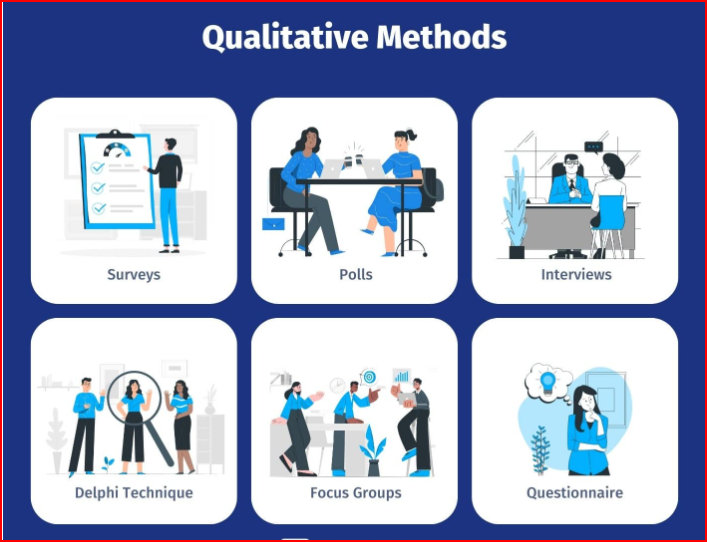 Qualitative Methods
Surveys
Polls
Interviews
Delphi Technique
Focus Groups
Questionnaire